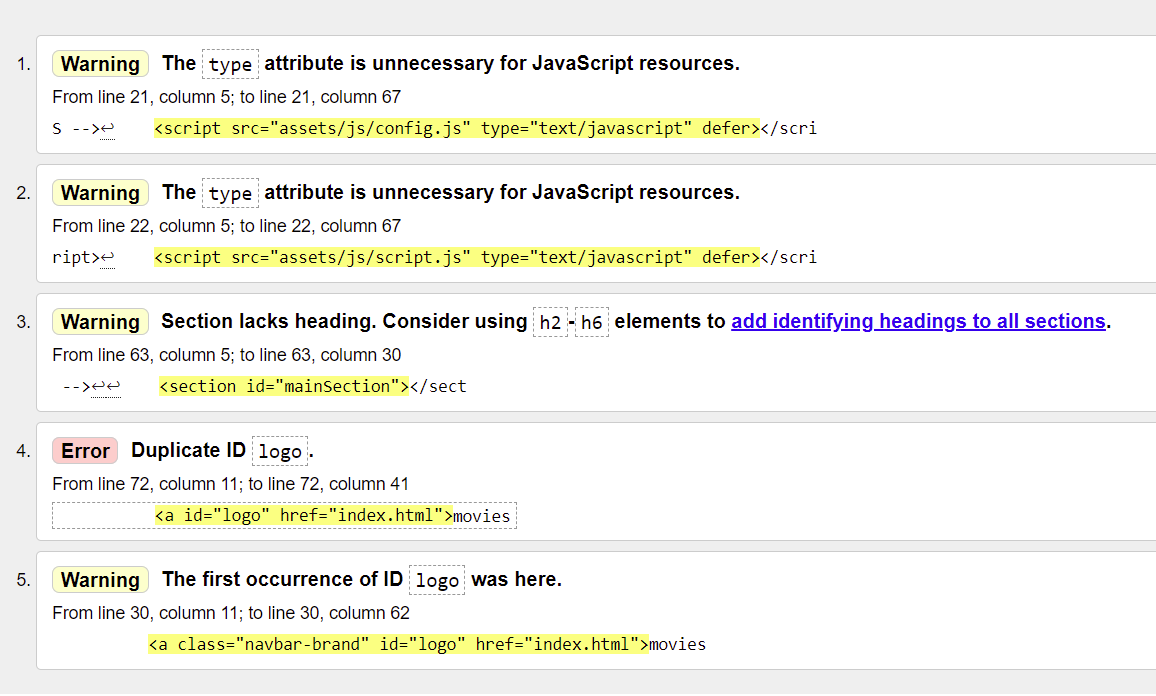 1. Warning The type attribute is unnecessary for JavaScript resources.
From line 21, column 5; to line 21, column 67
S -->↩ <script src="assets/js/config.js" type="text/javascript" defer></scri
2. Warning The type attribute is unnecessary for JavaScript resources.
From line 22, column 5; to line 22, column 67
ript>↩ <script src="assets/js/script.js" type="text/javascript" defer></scri
3. Warning Section lacks heading. Consider using h2-h6 elements to add identifying headings to all sections.
From line 63, column 5; to line 63, column 30
-->↩↩ <section id="mainSection"></sect
4. Error Duplicate ID logo.
From line 72, column 11; to line 72, column 41
<a id="logo" href="index.html">movies
5. Warning The first occurrence of ID logo was here.
From line 30, column 11; to line 30, column 62
<a class="navbar-brand" id="logo" href="index.html">movies